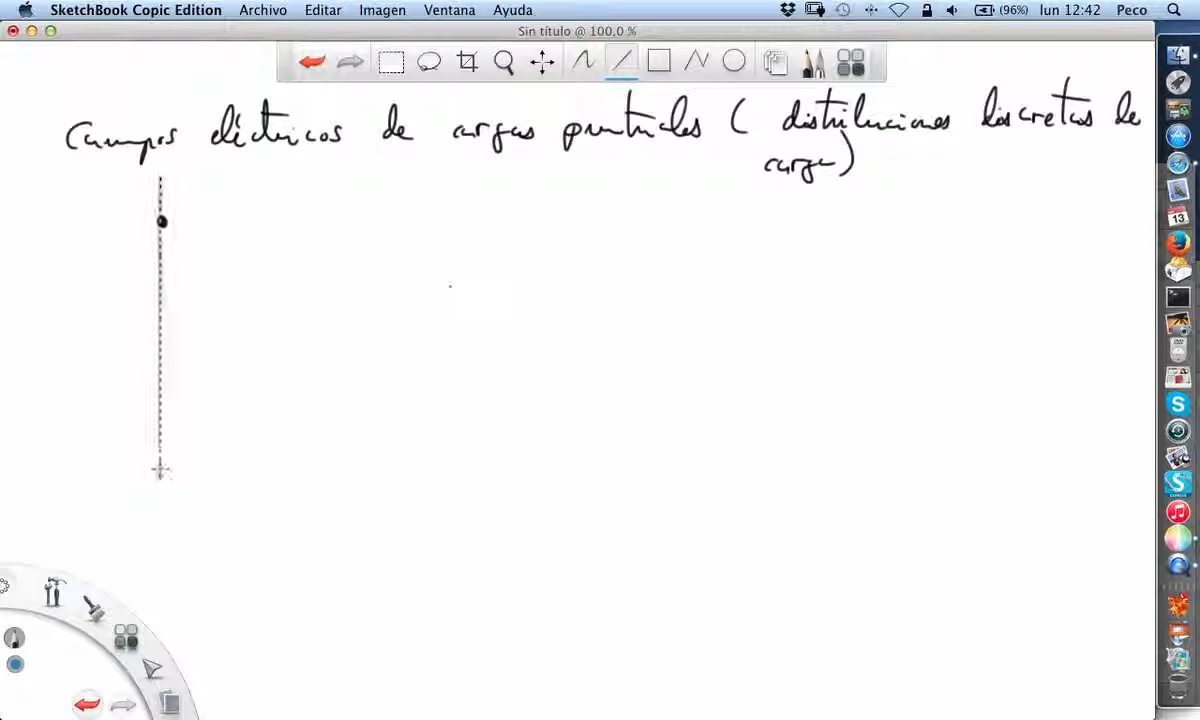 SketchBook Copic Edition Archivo Editar Imagen Ventana Ayuda (96%) lun 12:42 Peco
Sin título @ 100,0 %
Campos eléctricos de cargas puntuales ( distribuciones discretas de
carga)
13